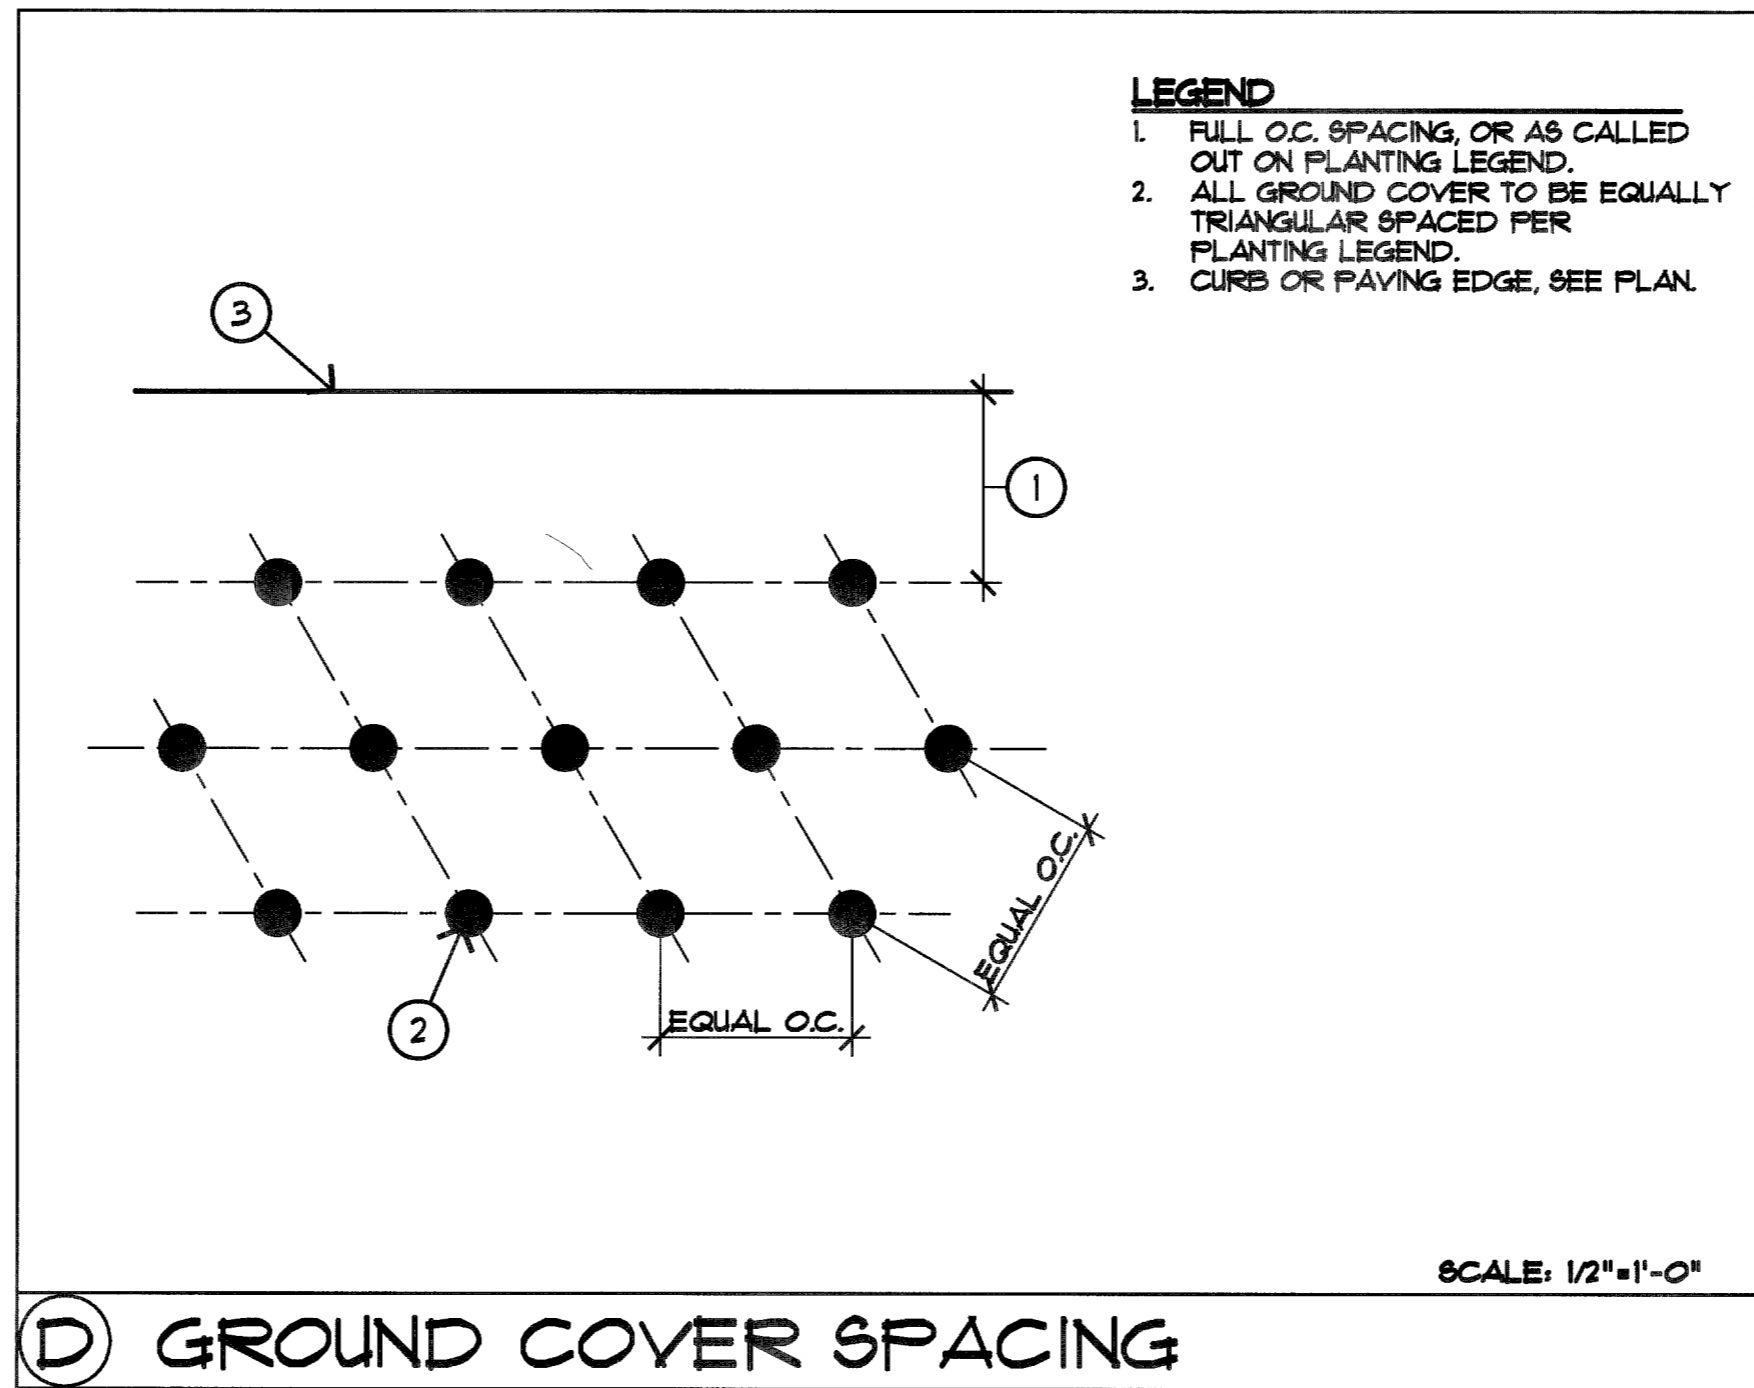 LEGEND
1. FULL O.C. SPACING, OR AS CALLED
OUT ON PLANTING LEGEND.
2. ALL GROUND COVER TO BE EQUALLY
TRIANGULAR SPACED PER
PLANTING LEGEND.
3. CURB OR PAVING EDGE, SEE PLAN.
3
1
EQUAL O.C.
2
EQUAL O.C.
SCALE: 1/2"=1'-0"
D GROUND COVER SPACING